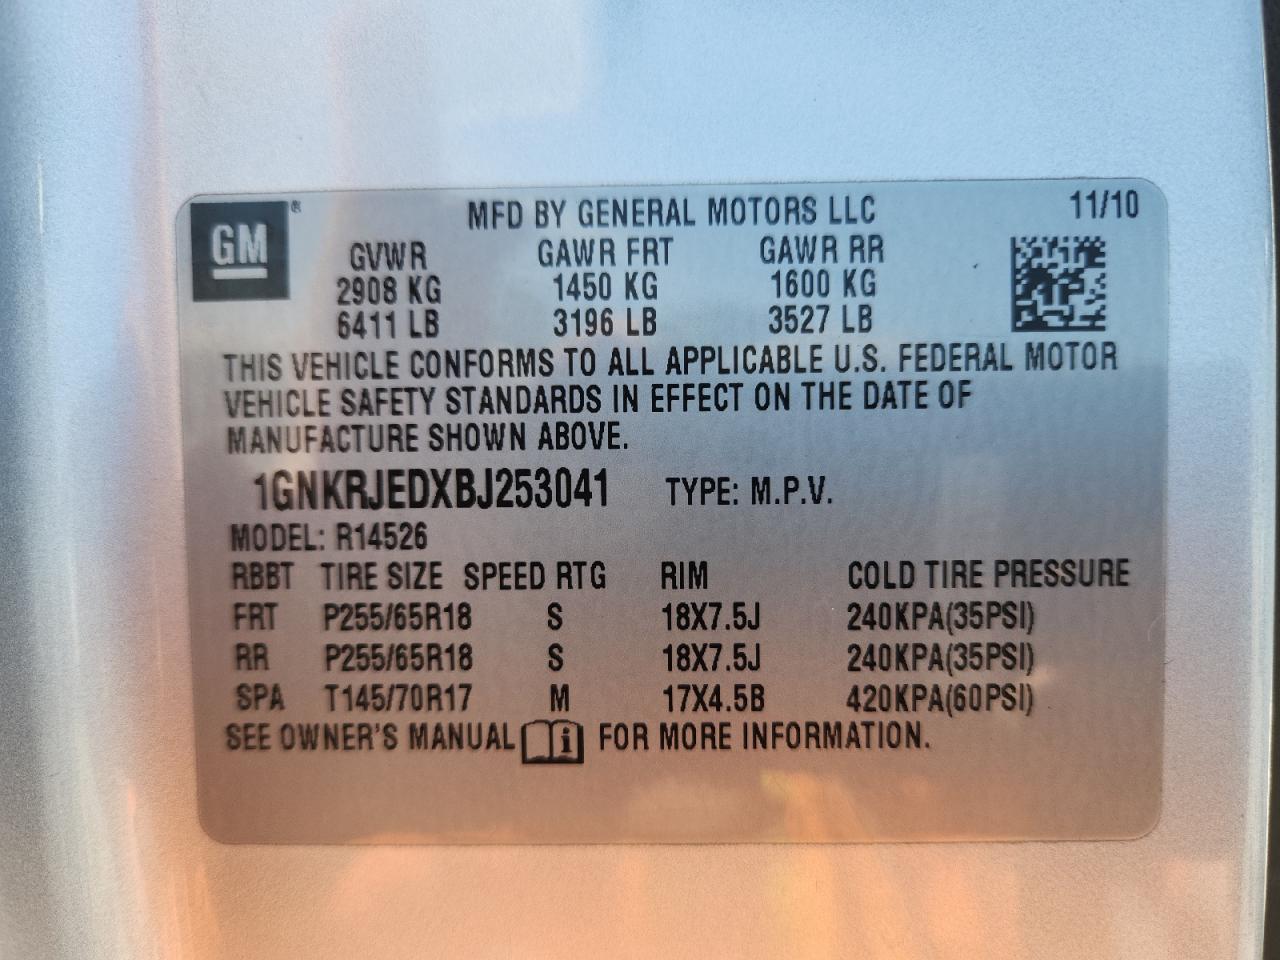 GM ® MFD BY GENERAL MOTORS LLC 11/10
GVWR GAWR FRT GAWR RR
2908 KG 1450 KG 1600 KG
6411 LB 3196 LB 3527 LB
THIS VEHICLE CONFORMS TO ALL APPLICABLE U.S. FEDERAL MOTOR
VEHICLE SAFETY STANDARDS IN EFFECT ON THE DATE OF
MANUFACTURE SHOWN ABOVE.
1GNKRJEDXBJ253041 TYPE: M.P.V.
MODEL: R14526
RBBT TIRE SIZE SPEED RTG RIM COLD TIRE PRESSURE
FRT P255/65R18 S 18X7.5J 240KPA(35PSI)
RR P255/65R18 S 18X7.5J 240KPA(35PSI)
SPA T145/70R17 M 17X4.5B 420KPA(60PSI)
SEE OWNER'S MANUAL i FOR MORE INFORMATION.